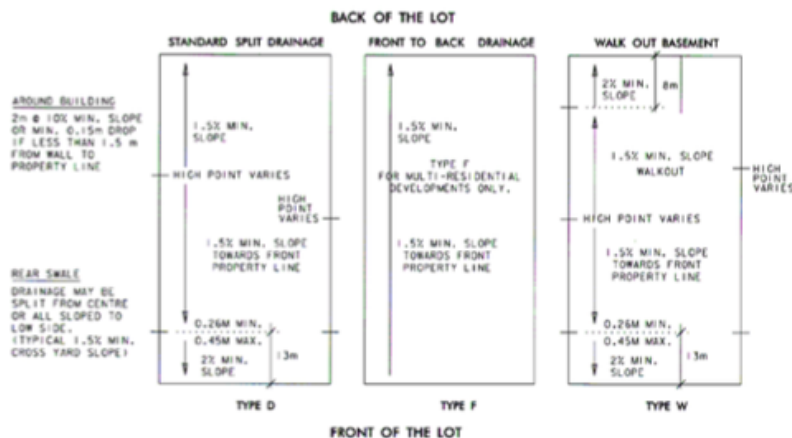 BACK OF THE LOT
STANDARD SPLIT DRAINAGE
FRONT TO BACK DRAINAGE
WALK OUT BASEMENT
AROUND BUILDING
2m @ 10% MIN. SLOPE
OR MIN. 0.15m DROP
IF LESS THAN 1.5 m
FROM WALL TO
PROPERTY LINE
REAR SWALE
DRAINAGE MAY BE
SPLIT FROM CENTRE
OR ALL SLOPED TO
LOW SIDE.
(TYPICAL 1.5% MIN.
CROSS YARD SLOPE)
1.5% MIN.
SLOPE
HIGH POINT VARIES
HIGH
POINT
VARIES
1.5% MIN. SLOPE
TOWARDS FRONT
PROPERTY LINE
0.26M MIN.
0.45M MAX.
2% MIN.
SLOPE
13m
TYPE D
1.5% MIN.
SLOPE
TYPE F
FOR MULTI-RESIDENTIAL
DEVELOPMENTS ONLY.
1.5% MIN. SLOPE
TOWARDS FRONT
PROPERTY LINE
TYPE F
2% MIN.
SLOPE
8m
1.5% MIN. SLOPE
WALKOUT
HIGH
POINT
VARIES
HIGH POINT VARIES
1.5% MIN. SLOPE
TOWARDS FRONT
PROPERTY LINE
0.26M MIN.
0.45M MAX.
2% MIN.
SLOPE
13m
TYPE W
FRONT OF THE LOT